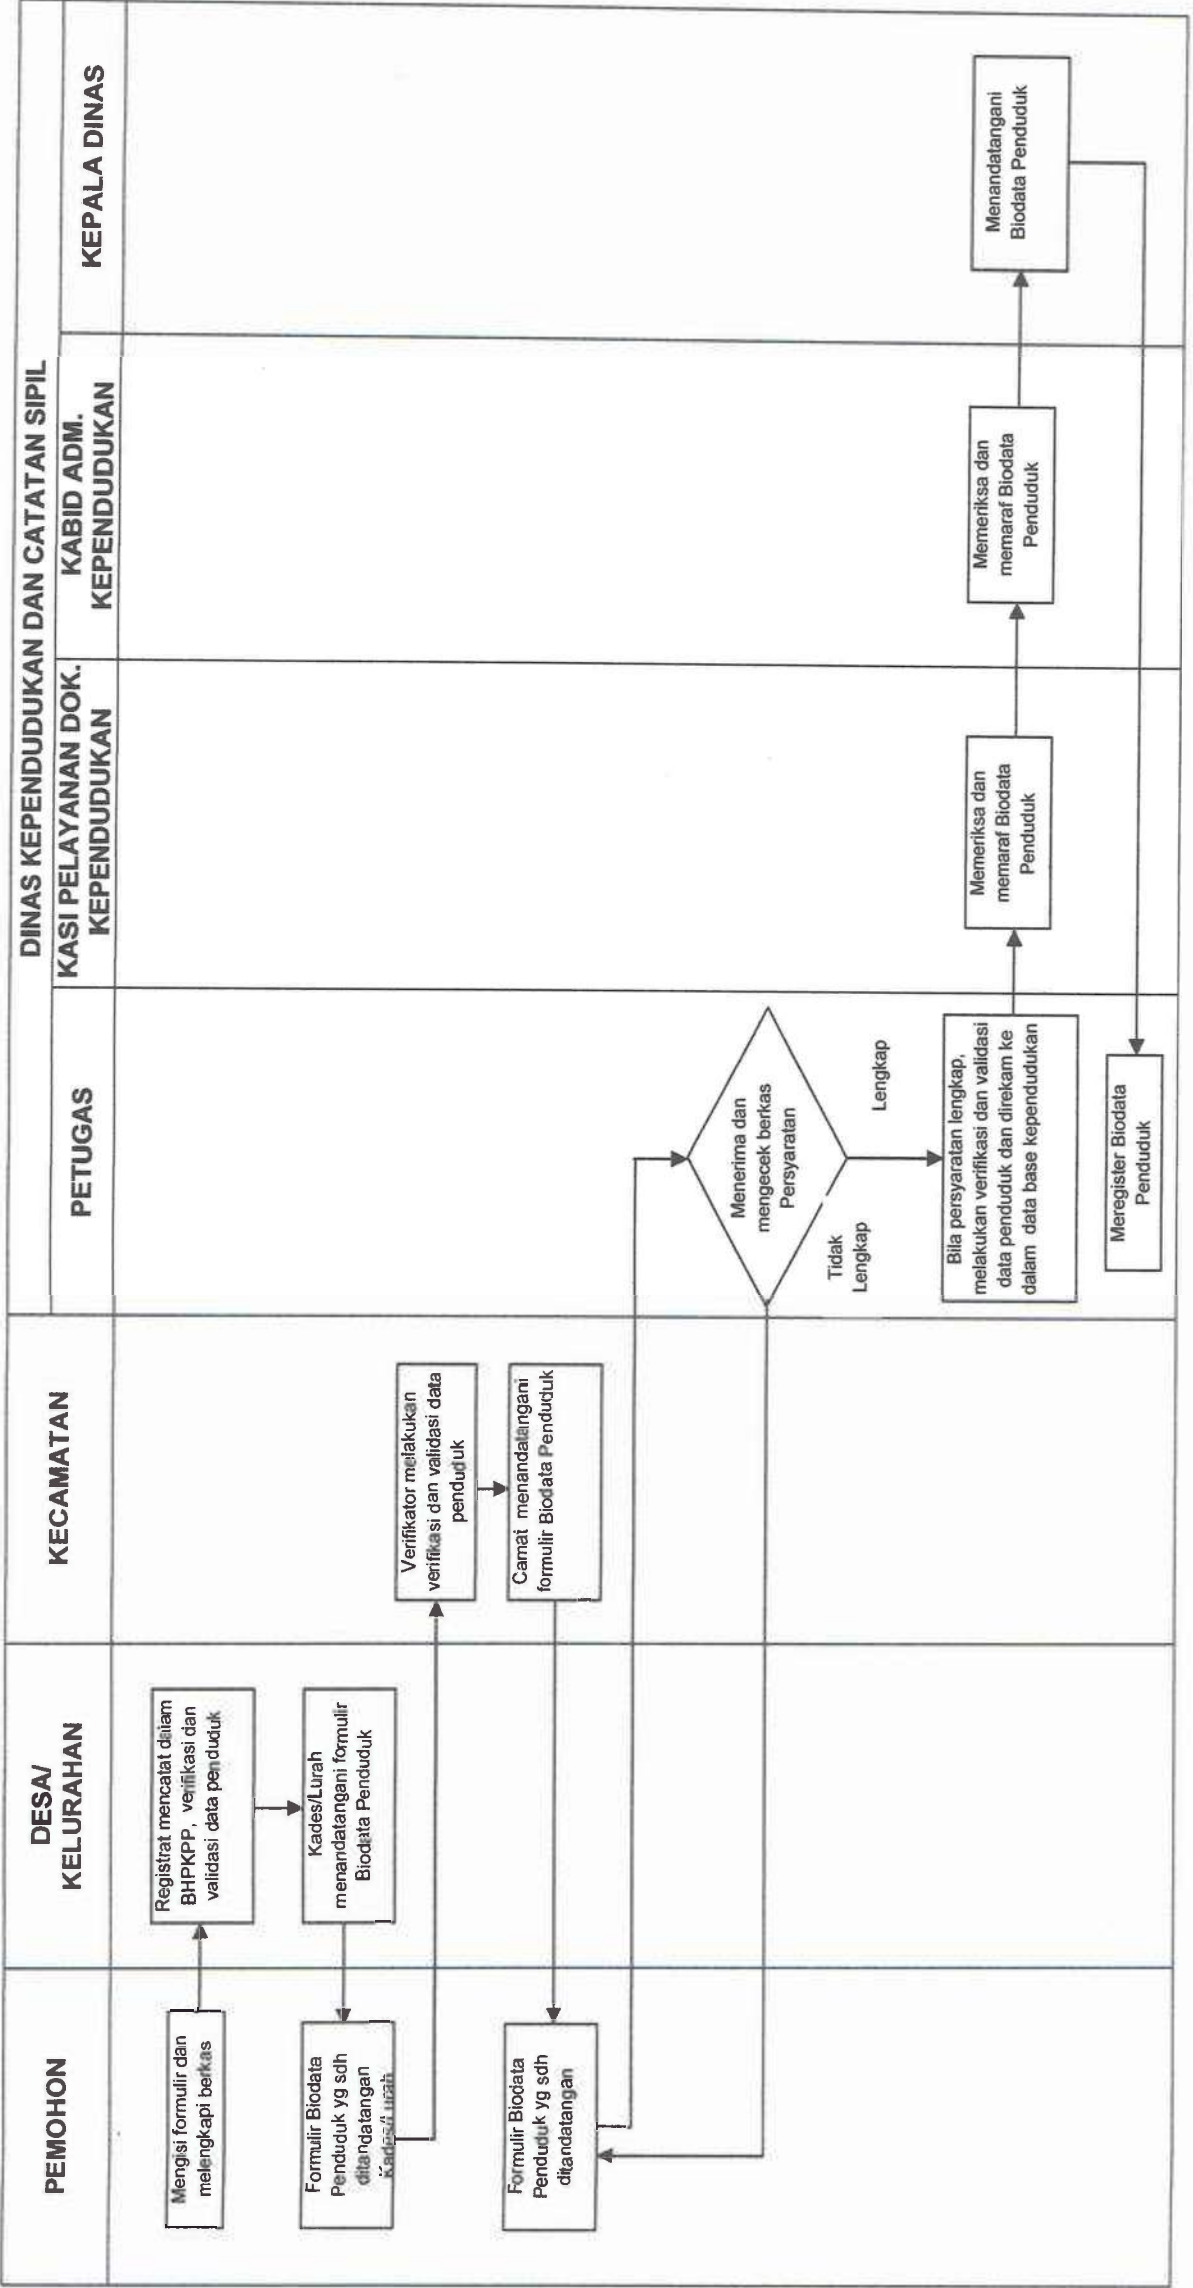 PEMOHON
DESA/
KELURAHAN
KECAMATAN
DINAS KEPENDUDUKAN DAN CATATAN SIPIL
PETUGAS
KASI PELAYANAN DOK.
KEPENDUDUKAN
KABID ADM.
KEPENDUDUKAN
KEPALA DINAS
Mengisi formulir dan
melengkapi berkas
Registrat mencatat dalam
BHPKPP, verifikasi dan
validasi data penduduk
Kades/Lurah
menandatangani formulir
Biodata Penduduk
Formulir Biodata
Penduduk yg sdh
ditandatangan
Kades/Lurah
Verifikator melakukan
verifikasi dan validasi data
penduduk
Camat menandatangani
formulir Biodata Penduduk
Formulir Biodata
Penduduk yg sdh
ditandatangan
Menerima dan
mengecek berkas
Persyaratan
Tidak
Lengkap
Lengkap
Bila persyaratan lengkap,
melakukan verifikasi dan validasi
data penduduk dan direkam ke
dalam data base kependudukan
Memeriksa dan
memaraf Biodata
Penduduk
Memeriksa dan
memaraf Biodata
Penduduk
Menandatangani
Biodata Penduduk
Meregister Biodata
Penduduk